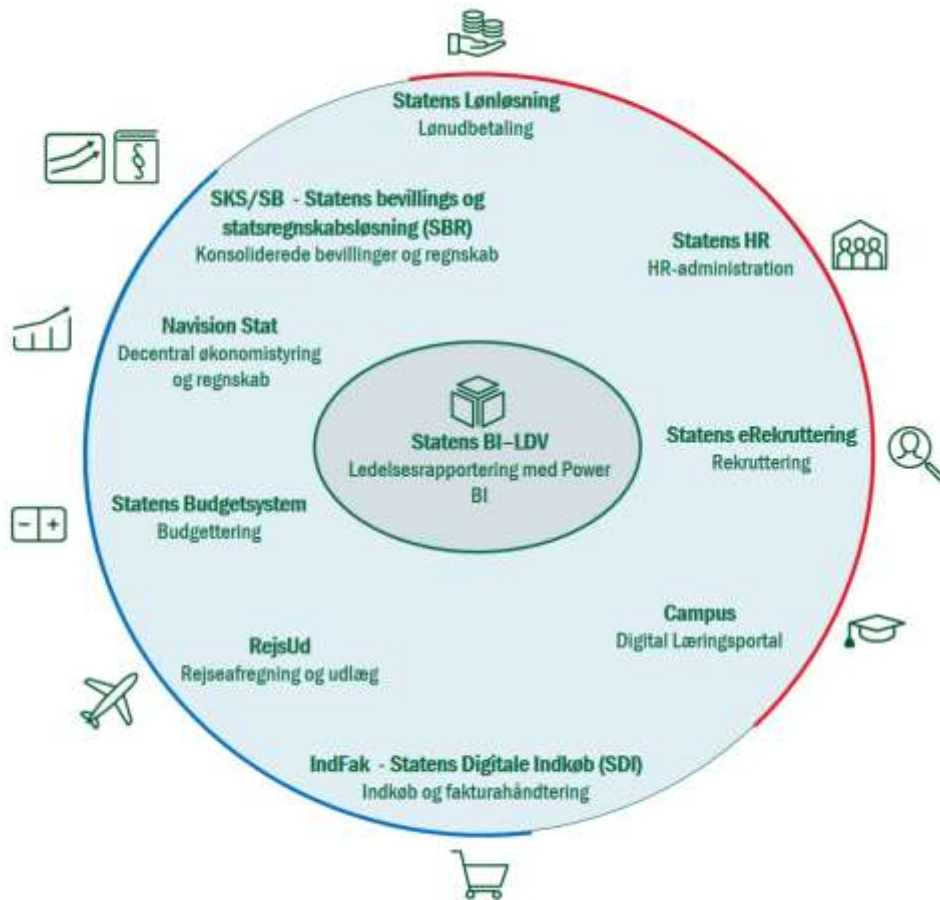 Statens Lønløsning
Lønudbetaling
SKS/SB - Statens bevillings og
statsregnskabsløsning (SBR)
Konsoliderede bevillinger og regnskab
Statens HR
HR-administration
Navision Stat
Decentral økonomistyring
og regnskab
Statens BI-LDV
Ledelsesrapportering med Power
BI
Statens eRekruttering
Rekruttering
Statens Budgetsystem
Budgettering
Campus
Digital Læringsportal
RejsUd
Rejseafregning og udlæg
IndFak - Statens Digitale Indkøb (SDI)
Indkøb og fakturahåndtering